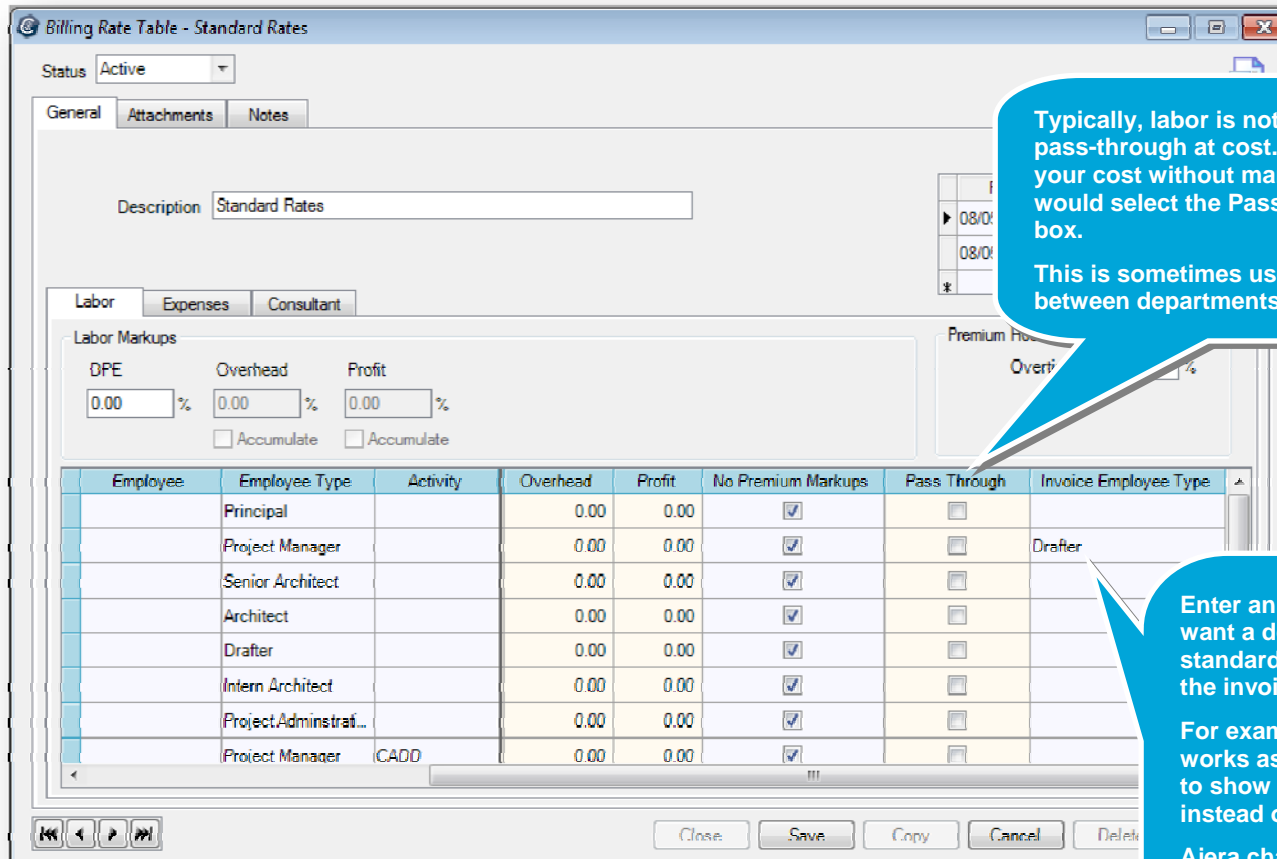 Billing Rate Table - Standard Rates
Status Active
General Attachments Notes
Typically, labor is not
pass-through at cost.
your cost without
would select the
box.
This is sometimes
between departments
Description Standard Rates
Labor Expenses Consultant
Labor Markups
Premium
DPE Overhead Profit
0.00 % 0.00 % 0.00 % %
Accumulate Accumulate
Employee Employee Type Activity Overhead Profit No Premium Markups Pass Through Invoice Employee Type
Principal 0.00 0.00
Project Manager 0.00 0.00 Drafter
Senior Architect 0.00 0.00
Architect 0.00 0.00
Drafter 0.00 0.00
Intern Architect 0.00 0.00
Project Adminstrati... 0.00 0.00
Project Manager CADD 0.00 0.00
Enter an
want a
standard
the
For
works as
to show
instead
Ajera
Close Save Copy Cancel Delete